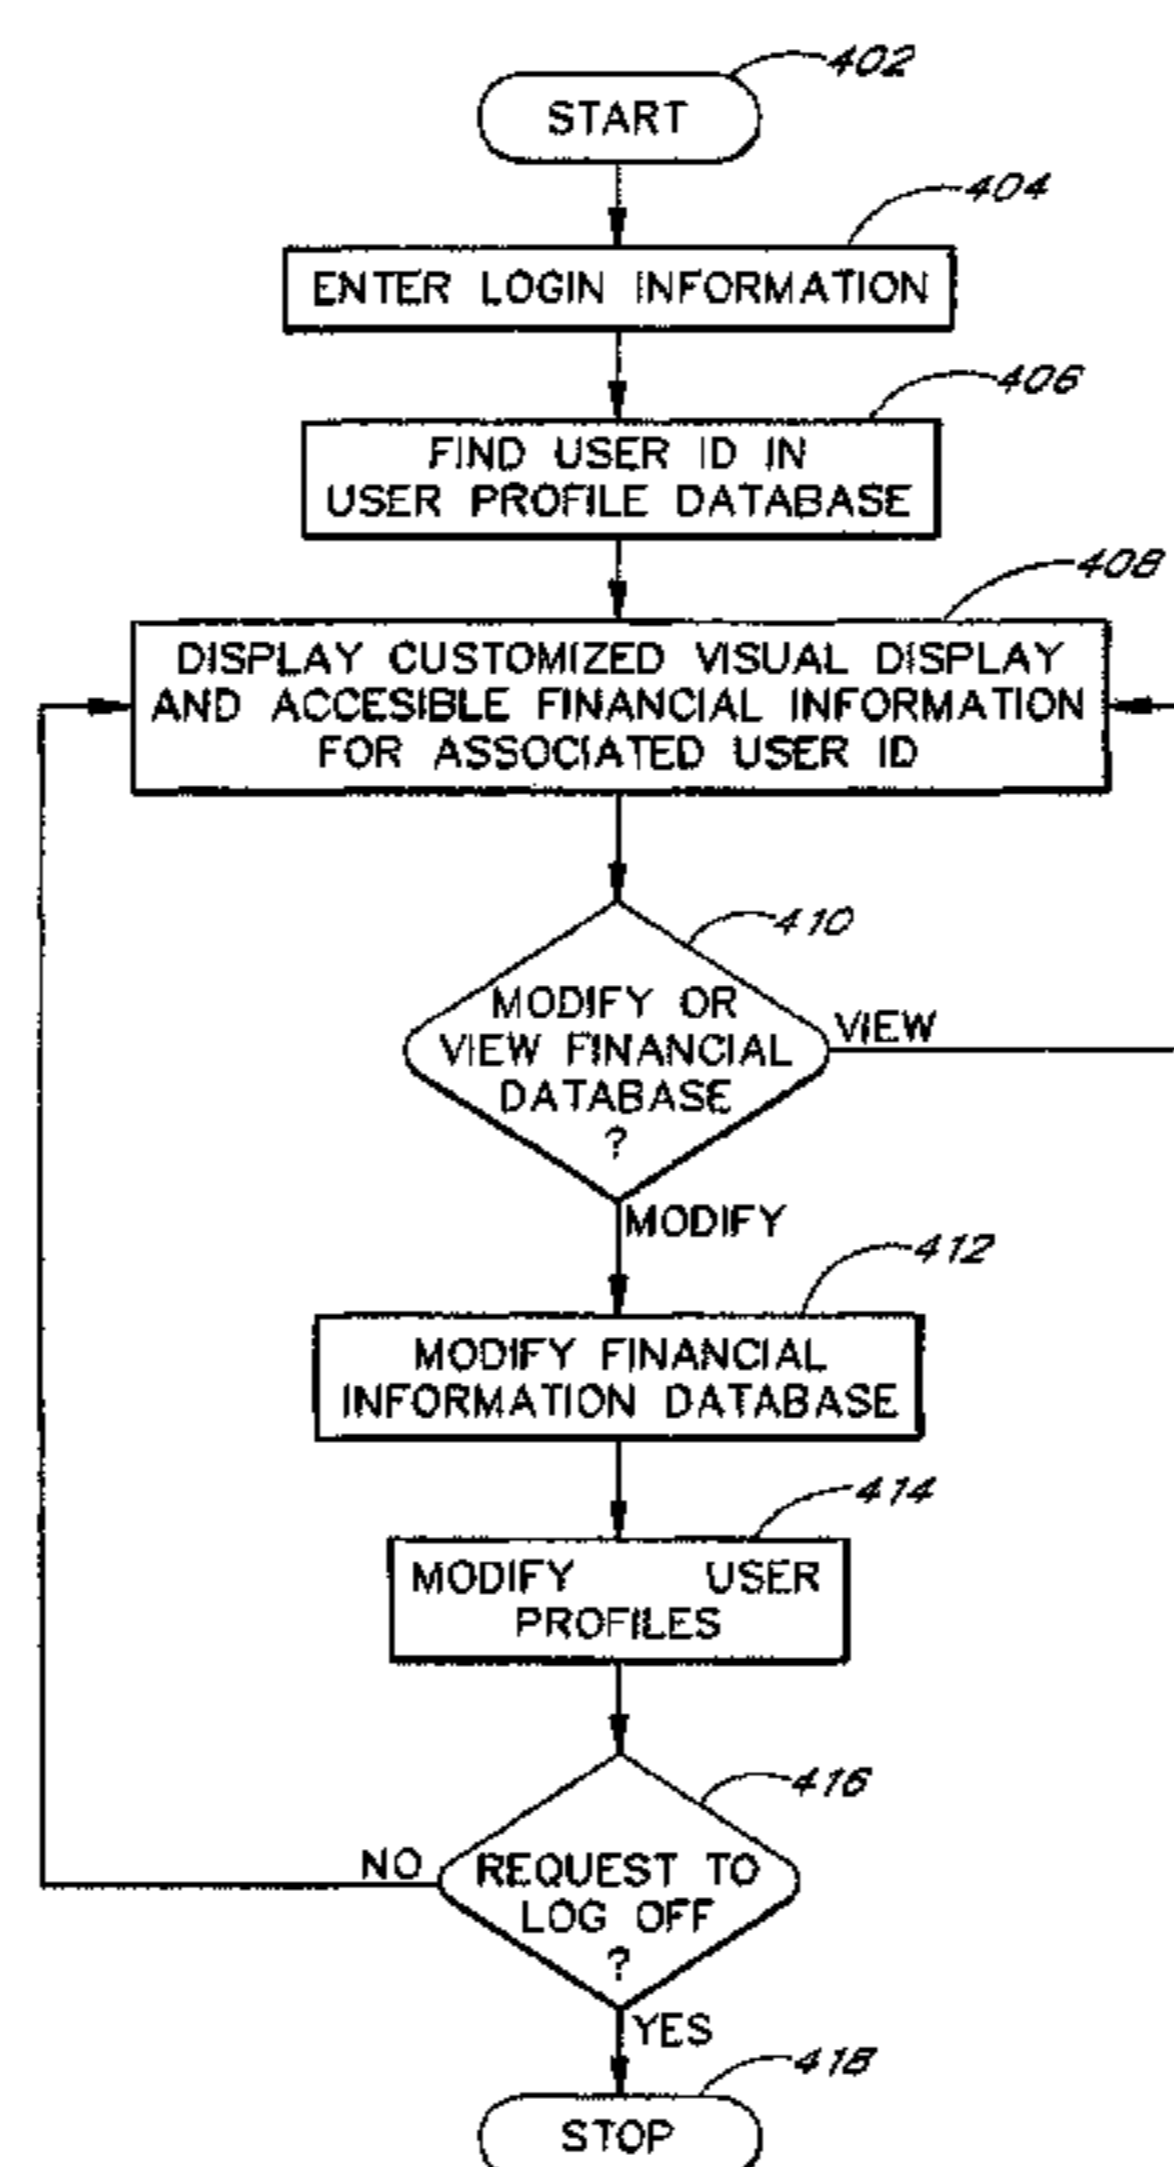 402
START
404
ENTER LOGIN INFORMATION
406
FIND USER ID IN
USER PROFILE DATABASE
408
DISPLAY CUSTOMIZED VISUAL DISPLAY
AND ACCESIBLE FINANCIAL INFORMATION
FOR ASSOCIATED USER ID
410
MODIFY OR
VIEW FINANCIAL
DATABASE
?
VIEW
MODIFY
412
MODIFY FINANCIAL
INFORMATION DATABASE
414
MODIFY USER
PROFILES
416
NO
REQUEST TO
LOG OFF
?
YES
418
STOP